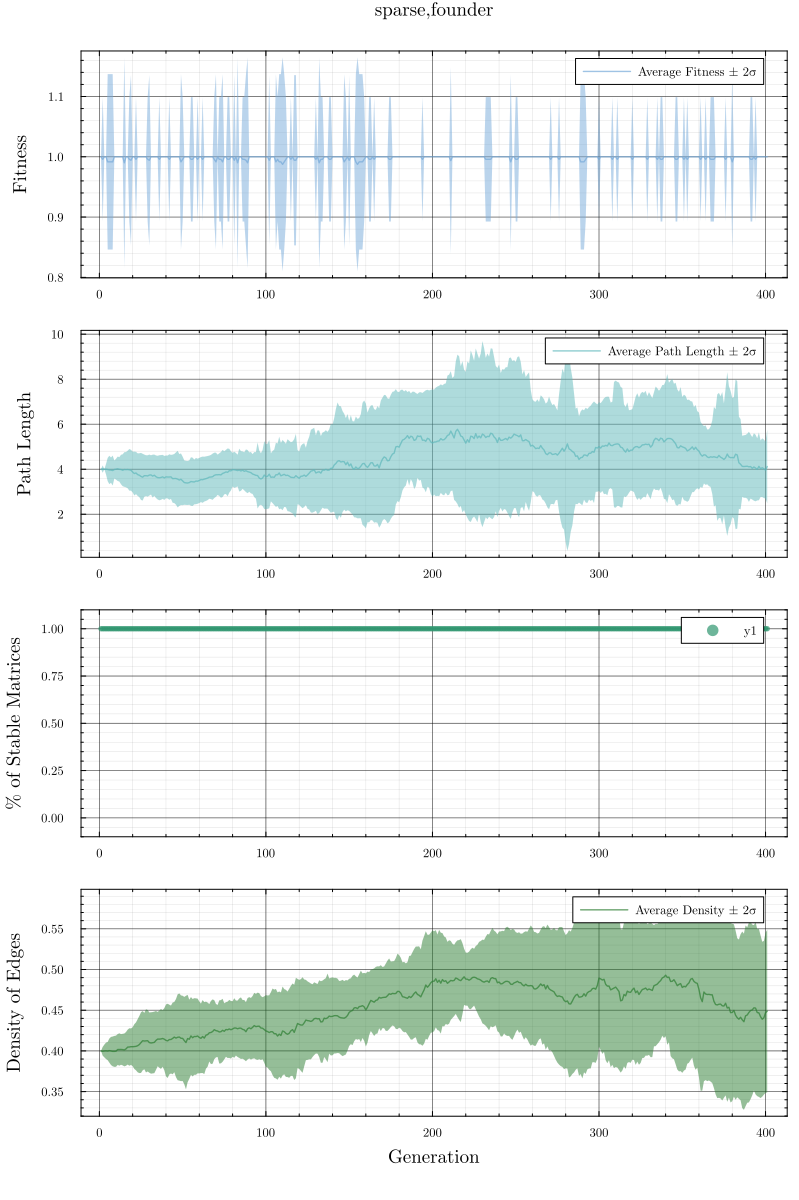 sparse,founder
Average Fitness ± 2σ
Fitness
1.1
1.0
0.9
0.8
0 100 200 300 400
Average Path Length ± 2σ
Path Length
10
8
6
4
2
0 100 200 300 400
y1
% of Stable Matrices
1.00
0.75
0.50
0.25
0.00
0 100 200 300 400
Average Density ± 2σ
Density of Edges
0.55
0.50
0.45
0.40
0.35
0 100 200 300 400
Generation